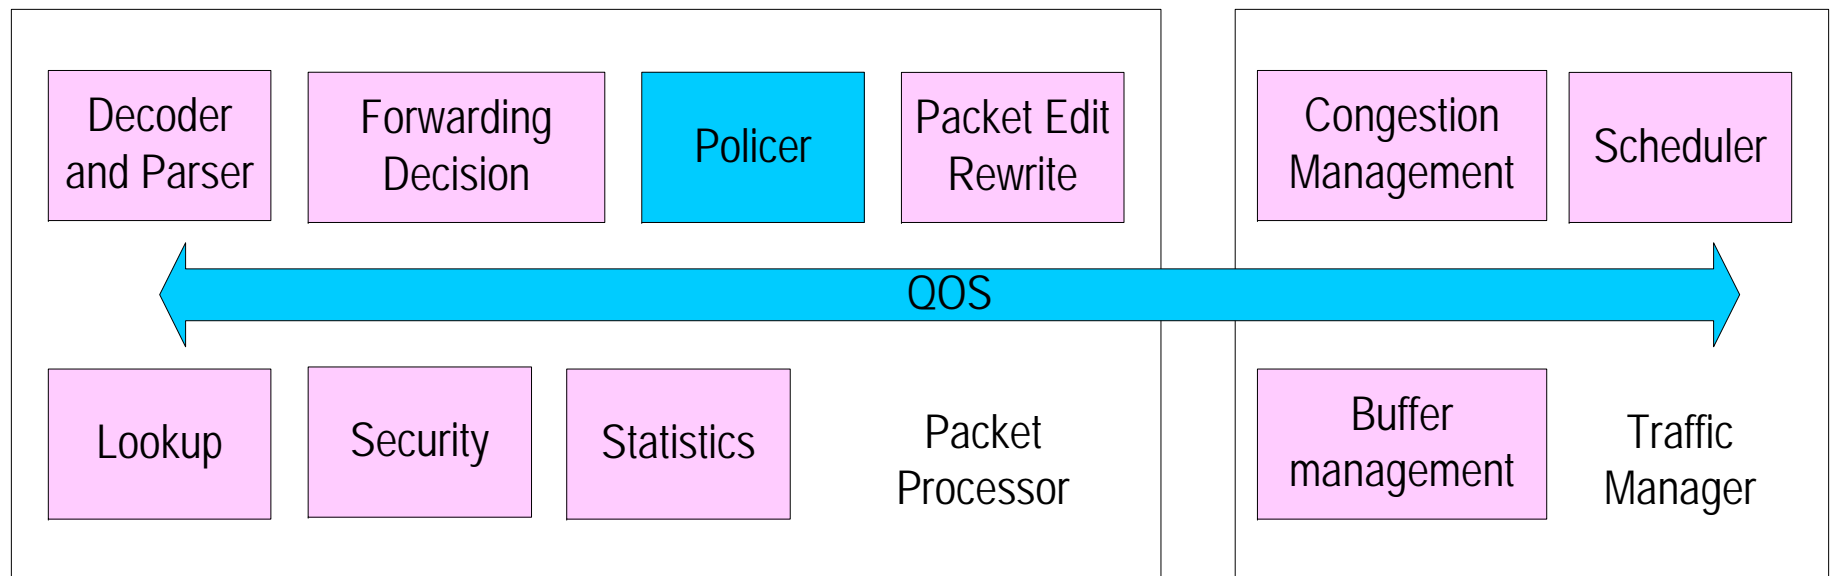 Decoder
and Parser
Forwarding
Decision
Policer
Packet Edit
Rewrite
Congestion
Management
Scheduler
QOS
Lookup
Security
Statistics
Packet
Processor
Buffer
management
Traffic
Manager